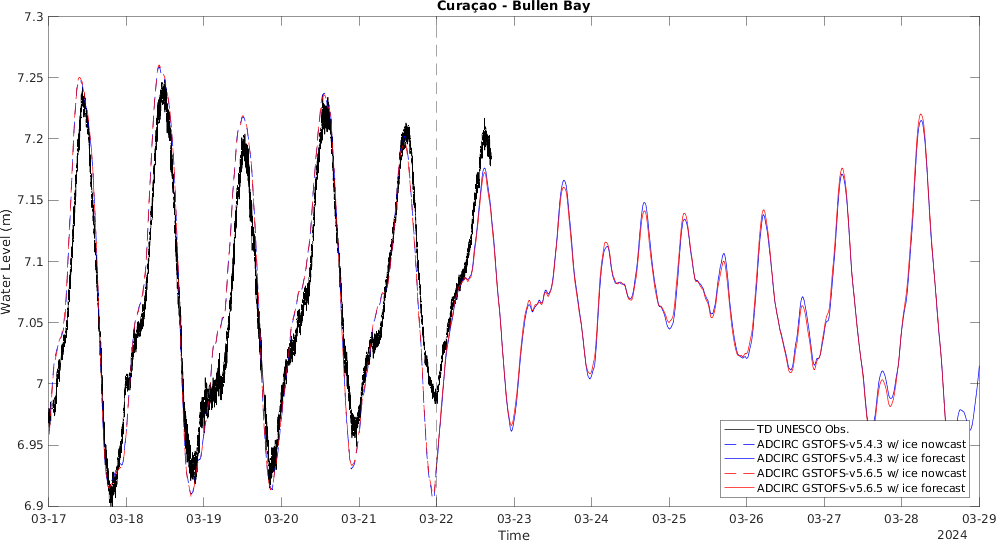 Curaçao - Bullen Bay
7.3
7.25
7.2
7.15
7.1
7.05
7
6.95
6.9
Water Level (m)
TD UNESCO Obs.
ADCIRC GSTOFS-v5.4.3 w/ ice nowcast
ADCIRC GSTOFS-v5.4.3 w/ ice forecast
ADCIRC GSTOFS-v5.6.5 w/ ice nowcast
ADCIRC GSTOFS-v5.6.5 w/ ice forecast
03-17 03-18 03-19 03-20 03-21 03-22 03-23 03-24 03-25 03-26 03-27 03-28 03-29
Time
2024